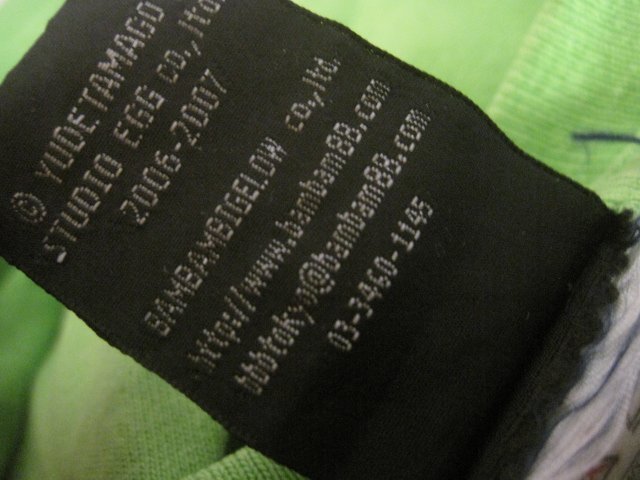 © YUDETAMAGO
STUDIO EGG co,.ltd.
2006-2007
BAMBAMBIGELOW co,.ltd.
http://www.bambam88.com
bbbtokyo@bambam88.com
03-3460-1145